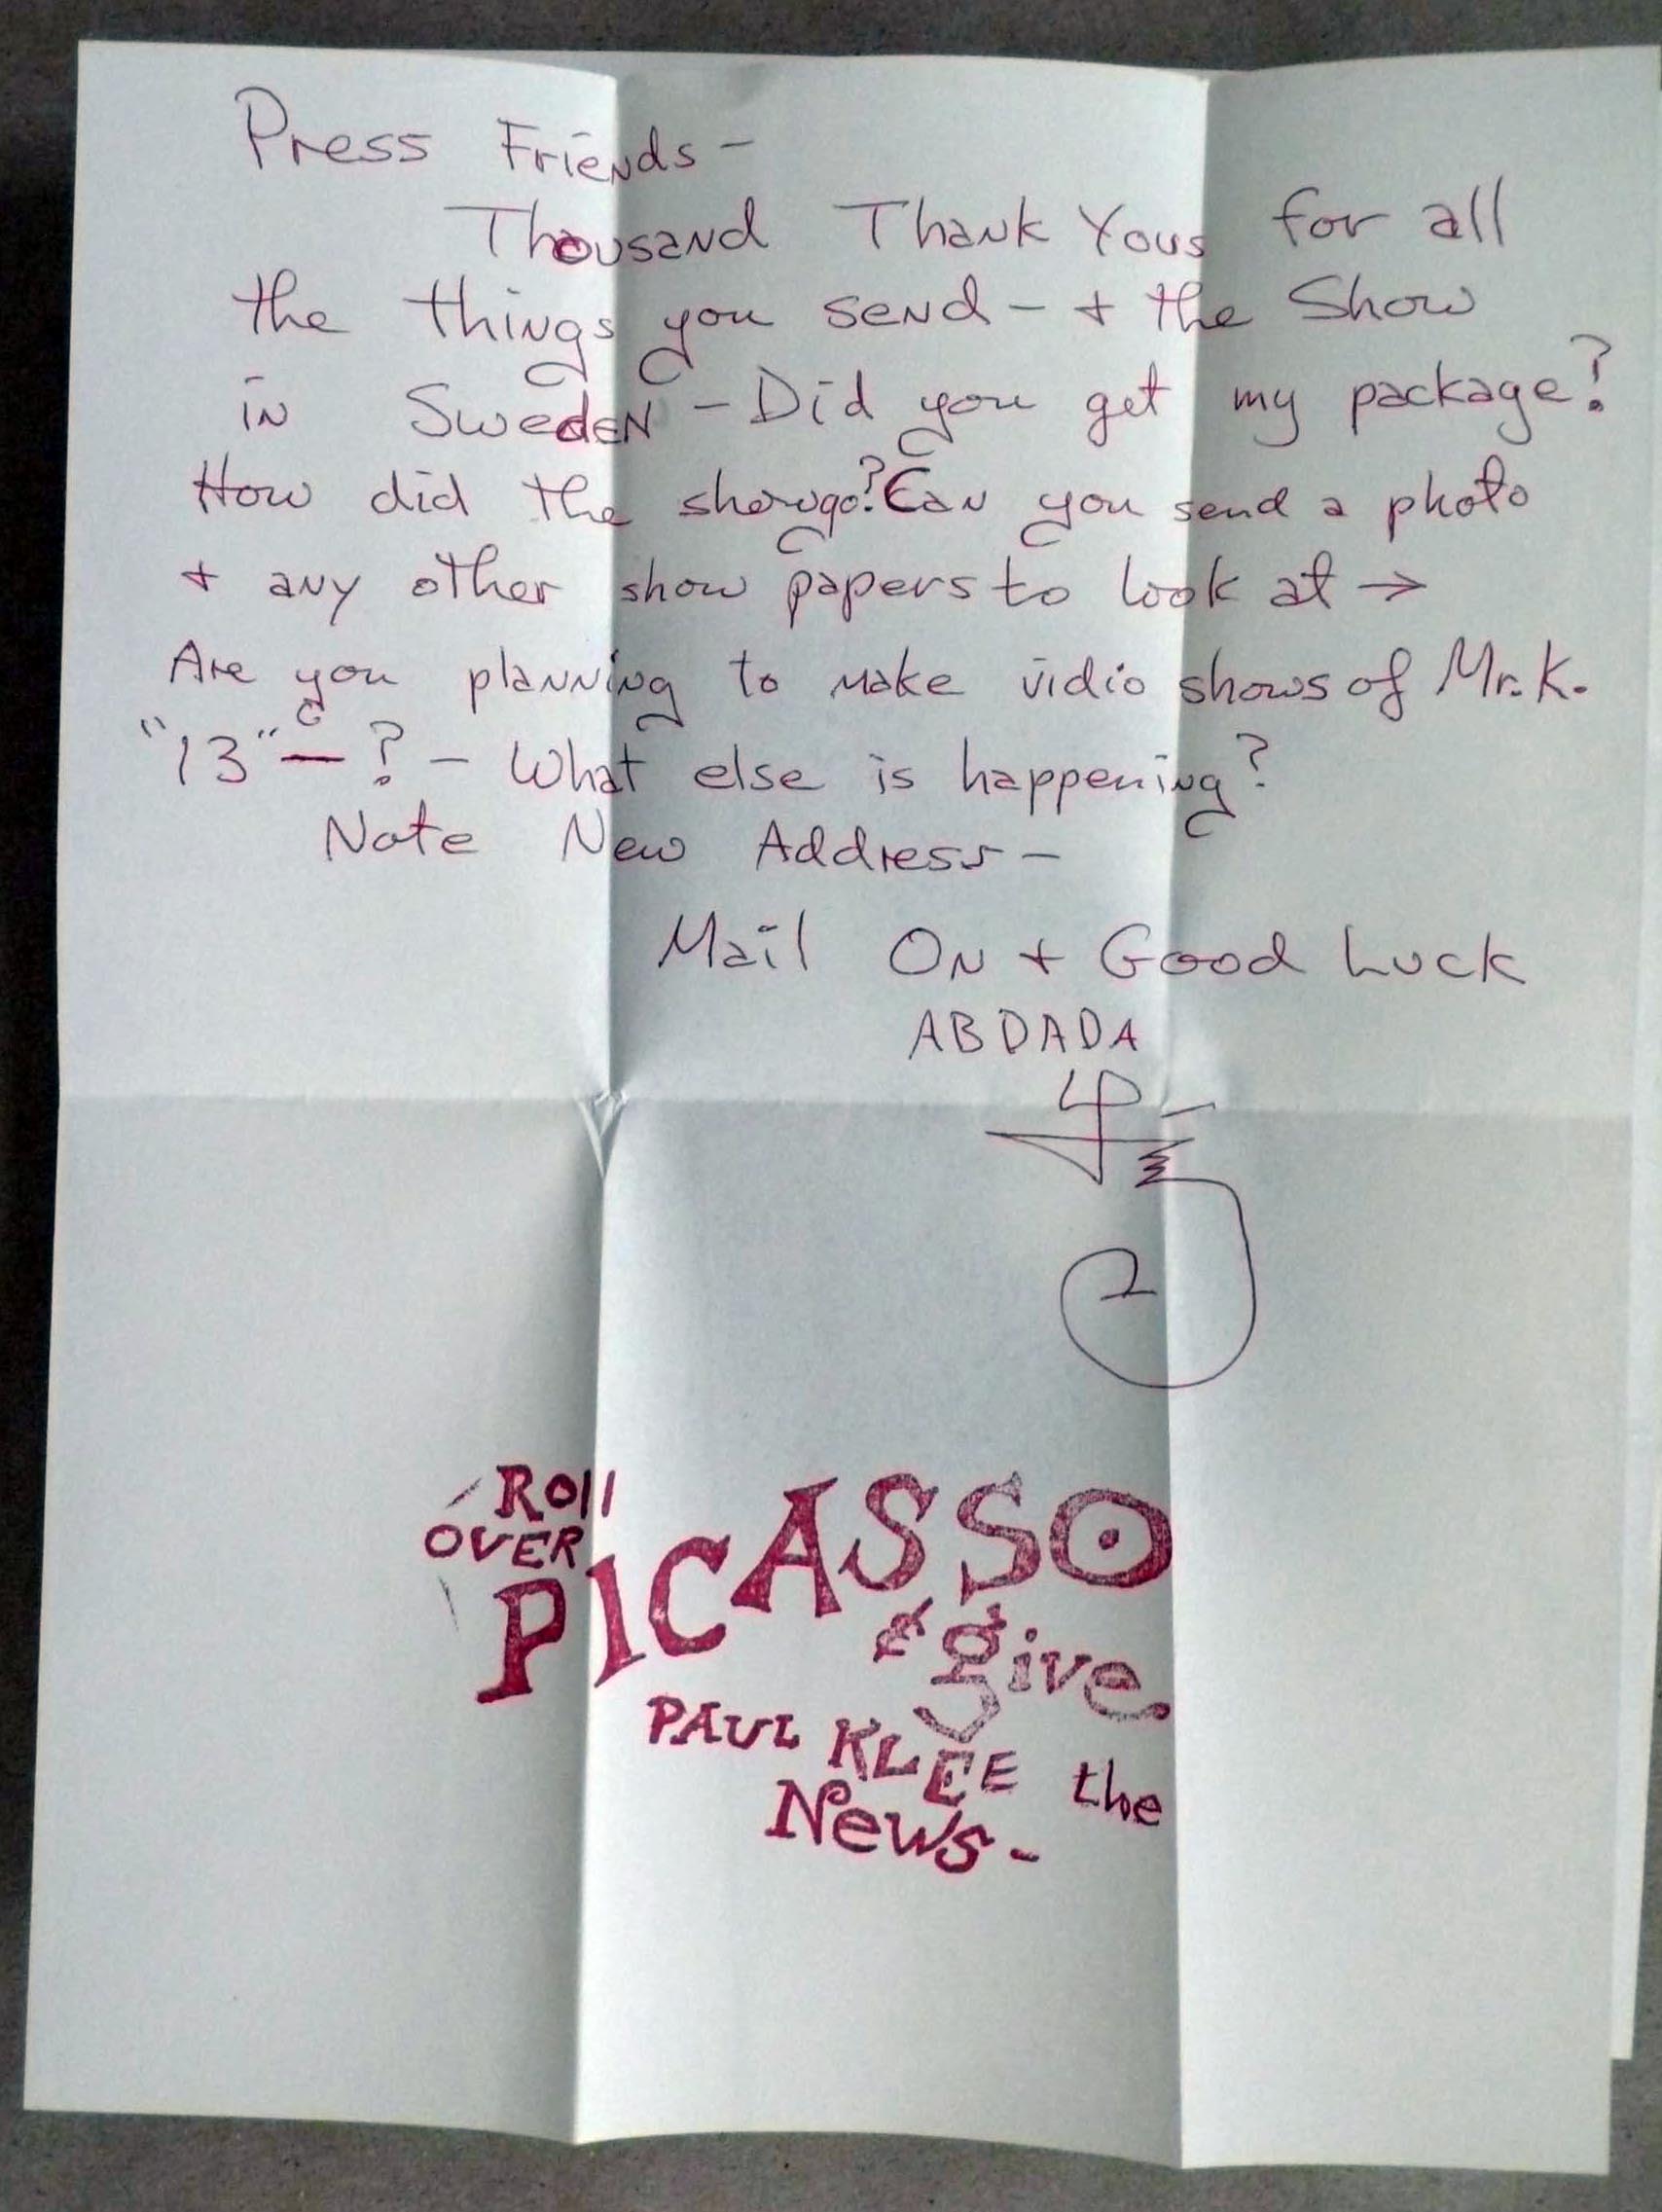 Press Friends -
Thousand Thank Yous for all
the things you send - + the Show
in Sweden - Did you get my package?
How did the show go? Can you send a photo
+ any other show papers to look at →
Are you planning to make vidio shows of Mr. K.
"13" - ? - What else is happening?
Note New Address -
Mail On + Good Luck
ABDADA
Roll
OVER
PICASSO
& give
PAUL KLEE the
News -